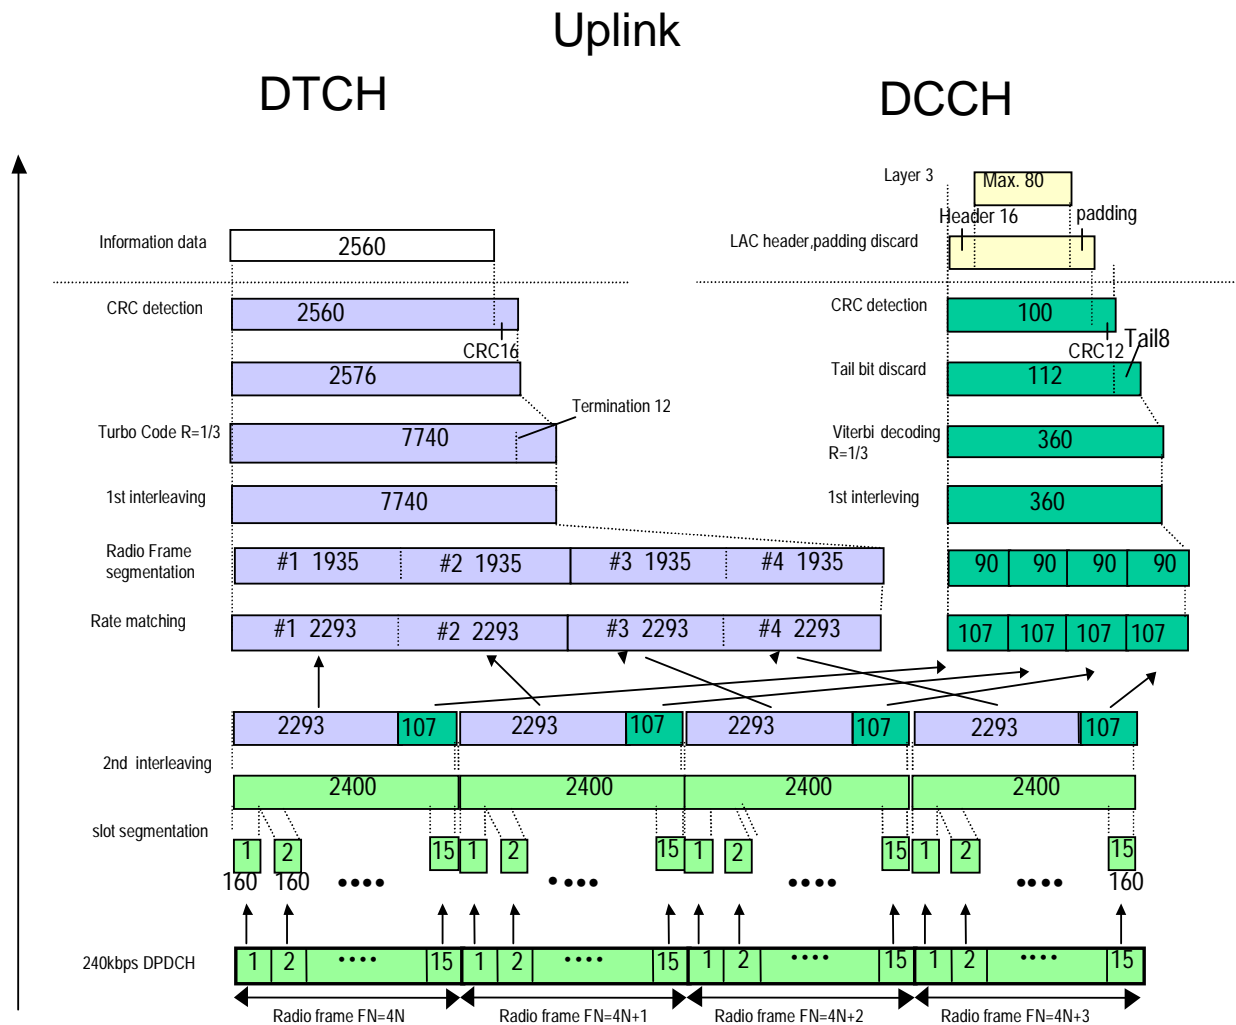 Uplink
DTCH
DCCH
Layer 3
Max. 80
Header 16
padding
Information data
2560
LAC header,padding discard
CRC detection
2560
CRC16
CRC detection
100
CRC12
Tail8
2576
Tail bit discard
112
Termination 12
Turbo Code R=1/3
7740
Viterbi decoding
R=1/3
360
1st interleaving
7740
1st interleving
360
Radio Frame
segmentation
#1 1935
#2 1935
#3 1935
#4 1935
90
90
90
90
Rate matching
#1 2293
#2 2293
#3 2293
#4 2293
107
107
107
107
2293
107
2293
107
2293
107
2293
107
2nd interleaving
2400
2400
2400
2400
slot segmentation
1
2
15
1
2
15
1
2
15
1
2
15
160
160
160
240kbps DPDCH
1
2
15
1
2
15
1
2
15
1
2
15
Radio frame FN=4N
Radio frame FN=4N+1
Radio frame FN=4N+2
Radio frame FN=4N+3